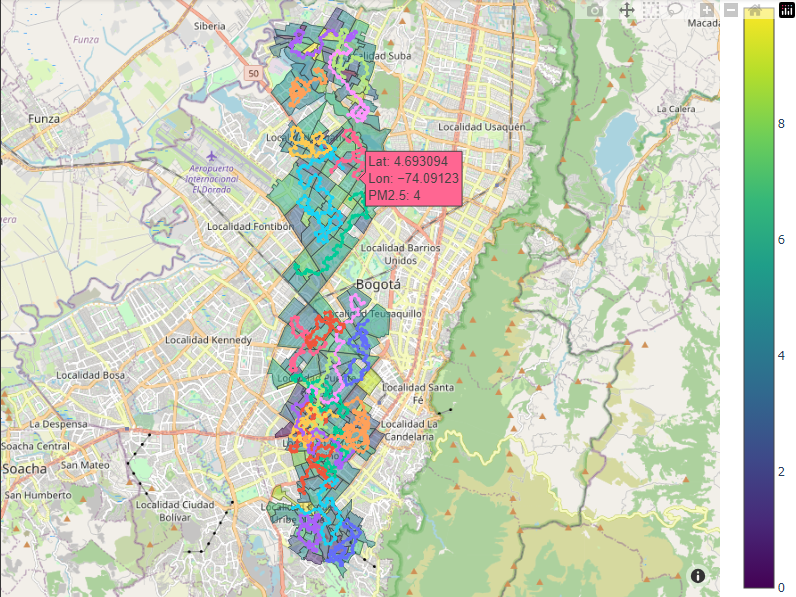 Siberia
Macada
Funza
alidad Suba
50
8
La Calera
Funza
Localidad Usaquén
Aeropuerto
Internacional
El Dorado
Lat: 4.693094
Lon: −74.09123
PM2.5: 4
Localidad Fontibón
6
Localidad Barrios
Unidos
Bogotá
Localidad Teusaquillo
Localidad Kennedy
4
Localidad Bosa
Localidad Santa
Fé
La Despensa
Localidad La
Candelaria
Soacha Central
Soacha
San Mateo
2
San Humberto
Localidad Ciudad
Bolívar
0